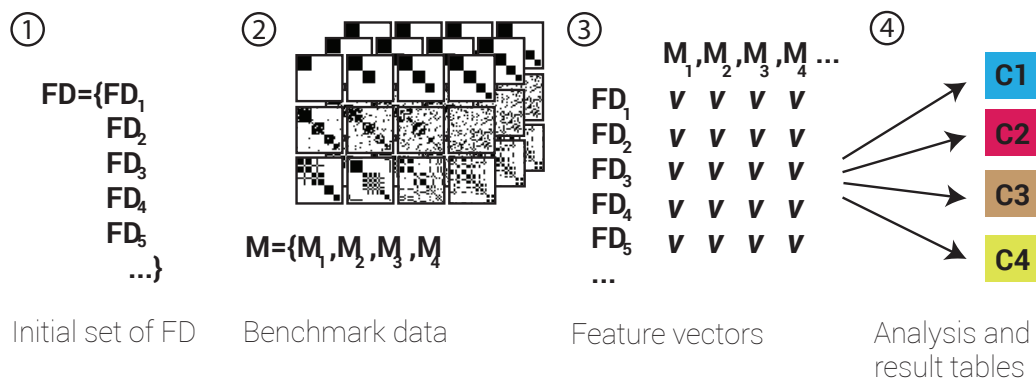 1
FD={FD1
FD2
FD3
FD4
FD5
...}
Initial set of FD
2
M={M1,M2,M3,M4
Benchmark data
3
M1,M2,M3,M4 ...
FD1 v v v v
FD2 v v v v
FD3 v v v v
FD4 v v v v
FD5 v v v v
...
Feature vectors
4
C1
C2
C3
C4
Analysis and
result tables